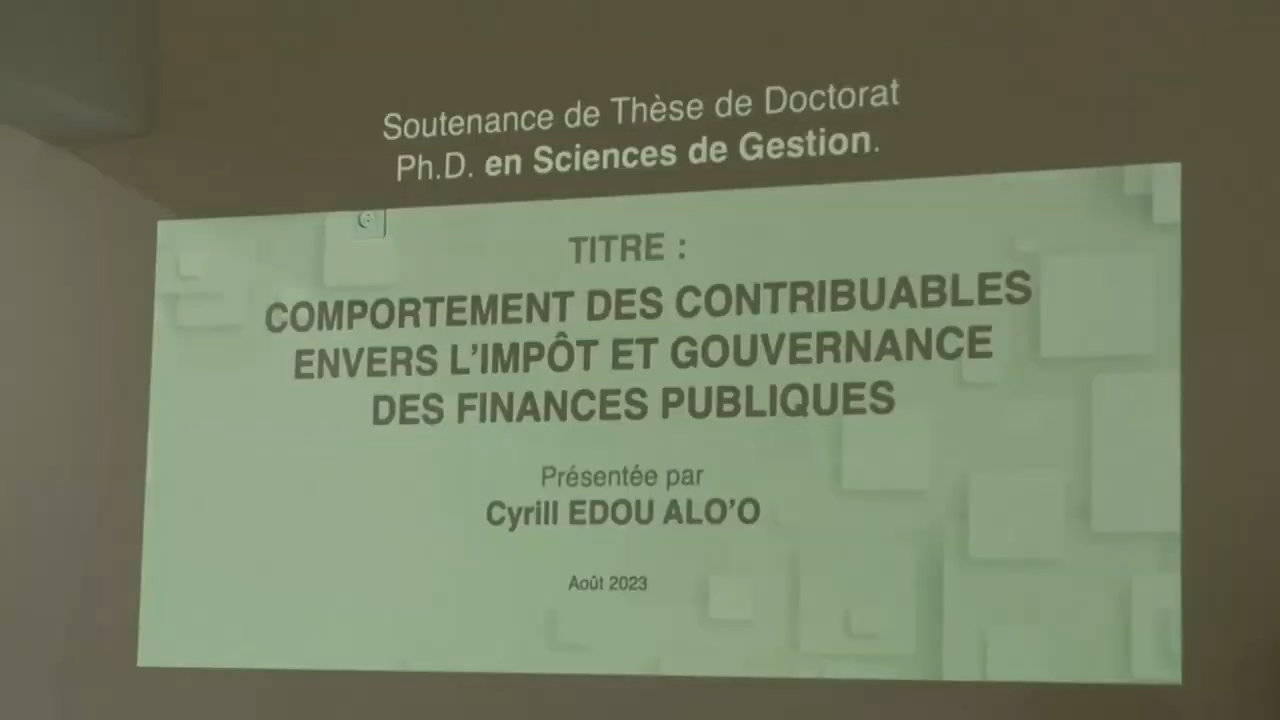 Soutenance de Thèse de Doctorat
Ph.D. en Sciences de Gestion.
TITRE :
COMPORTEMENT DES CONTRIBUABLES
ENVERS L'IMPÔT ET GOUVERNANCE
DES FINANCES PUBLIQUES
Présentée par
Cyrill EDOU ALO'O
Août 2023